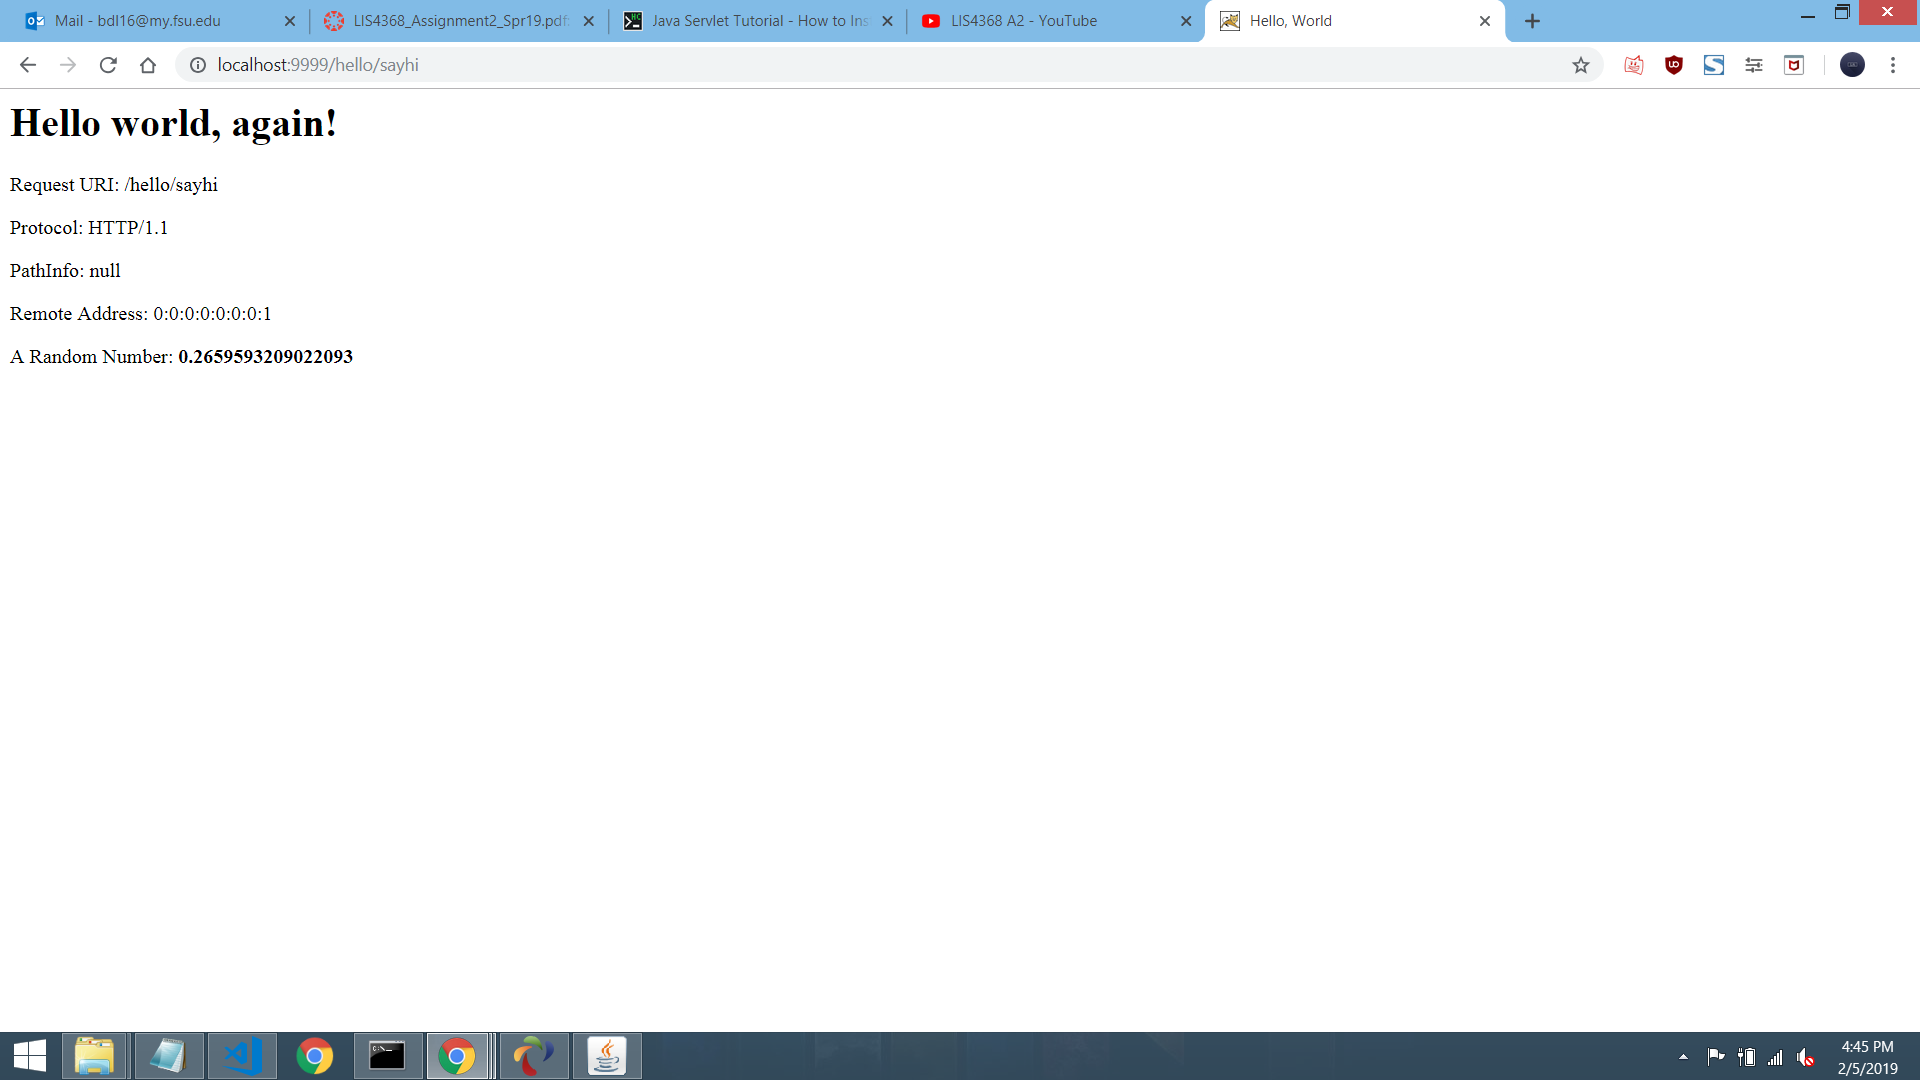 Mail - bdl16@my.fsu.edu
LIS4368_Assignment2_Spr19.pdf:
Java Servlet Tutorial - How to Ins
LIS4368 A2 - YouTube
Hello, World
localhost:9999/hello/sayhi
Hello world, again!
Request URI: /hello/sayhi
Protocol: HTTP/1.1
PathInfo: null
Remote Address: 0:0:0:0:0:0:0:1
A Random Number: 0.2659593209022093
4:45 PM
2/5/2019